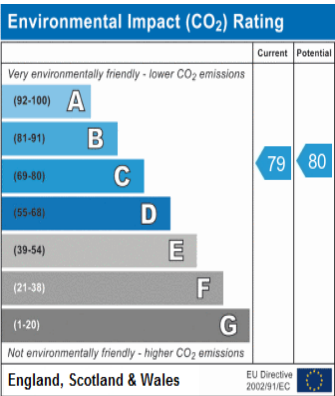 Environmental Impact (CO₂) Rating
Current Potential
Very environmentally friendly - lower CO₂ emissions
(92-100) A
(81-91) B
(69-80) C
79 80
(55-68) D
(39-54) E
(21-38) F
(1-20) G
Not environmentally friendly - higher CO₂ emissions
England, Scotland & Wales
EU Directive
2002/91/EC